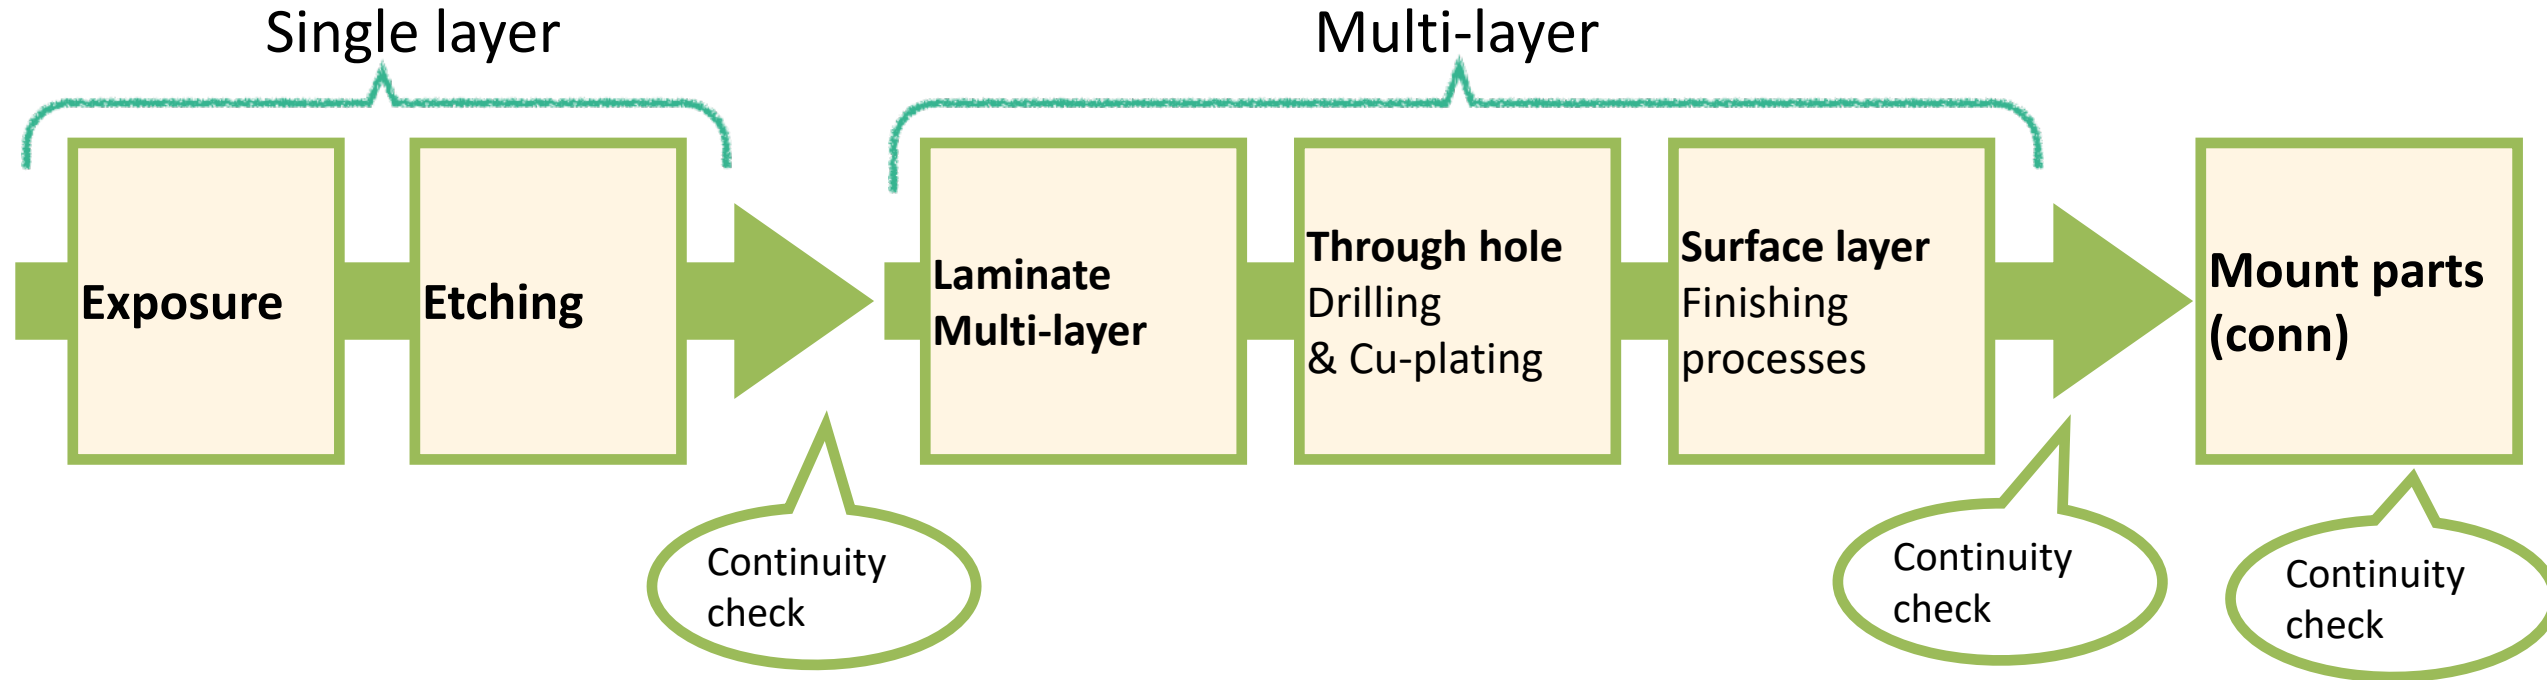 Single layer
Multi-layer
Exposure
Etching
Laminate
Multi-layer
Through hole
Drilling
& Cu-plating
Surface layer
Finishing
processes
Mount parts
(conn)
Continuity
check
Continuity
check
Continuity
check